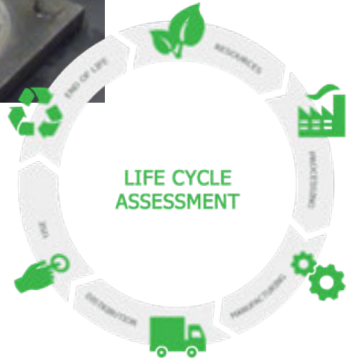 LIFE CYCLE
ASSESSMENT
RESOURCES
PROCESSING
MANUFACTURING
DISTRIBUTION
USE
END OF LIFE